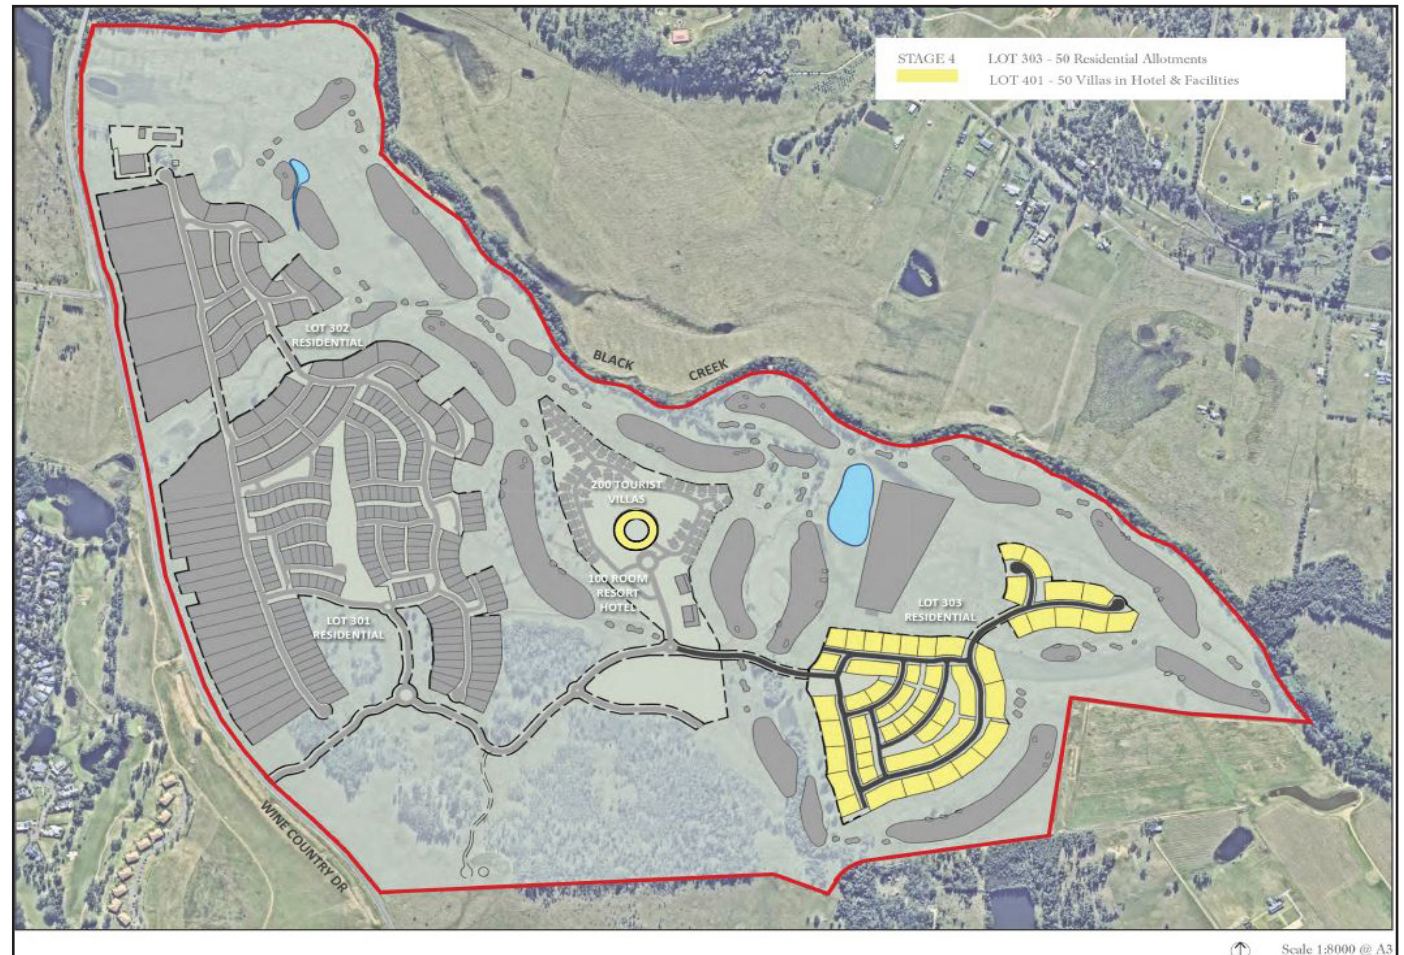 STAGE 4 LOT 303 - 50 Residential Allotments
LOT 401 - 50 Villas in Hotel & Facilities
LOT 302
RESIDENTIAL
BLACK CREEK
200 TOURIST
VILLAS
100 ROOM
RESORT
HOTEL
LOT 303
RESIDENTIAL
LOT 301
RESIDENTIAL
WINE COUNTRY DR
Scale 1:8000 @ A3